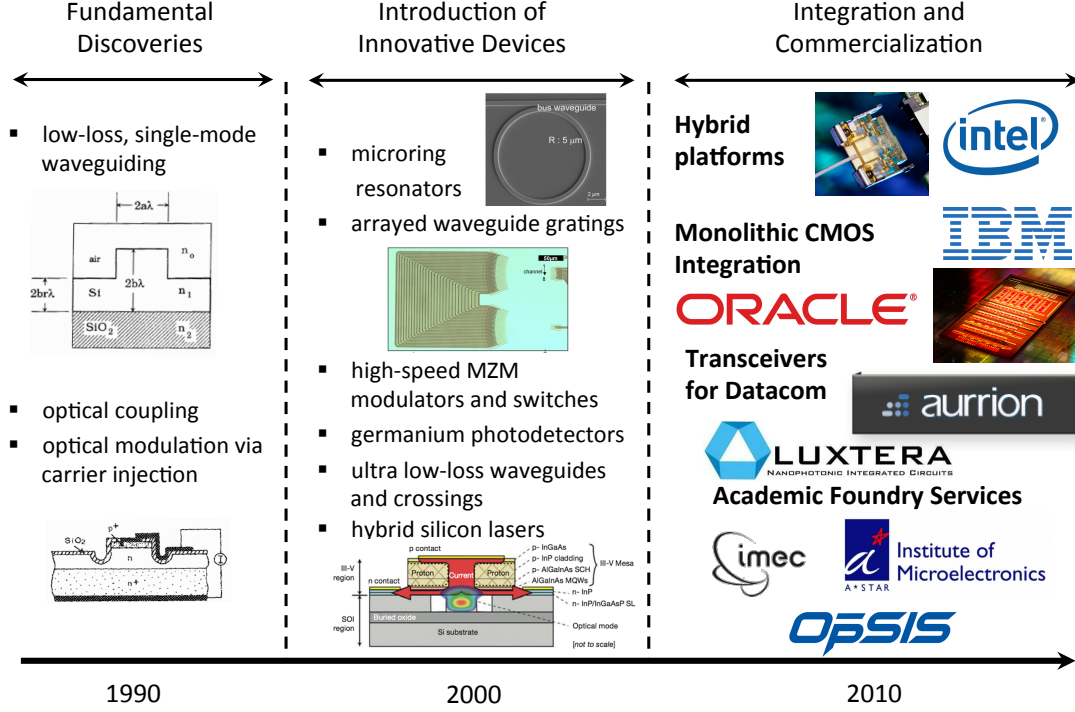 Fundamental
Discoveries
▪ low-loss, single-mode
waveguiding
2aλ
air
n₀
2bλ
2brλ
Si
n₁
SiO₂
n₂
▪ optical coupling
▪ optical modulation via
carrier injection
p+
SiO₂
n
n+
I
1990
Introduction of
Innovative Devices
bus waveguide
R : 5 μm
2 μm
▪ microring
resonators
▪ arrayed waveguide gratings
50μm
channel
8
▪ high-speed MZM
modulators and switches
▪ germanium photodetectors
▪ ultra low-loss waveguides
and crossings
▪ hybrid silicon lasers
p contact
p- InGaAs
p- InP cladding
p- AlGaInAs SCH
AlGaInAs MQWs
III-V Mesa
III-V
region
n contact
Proton
Current
Proton
n- InP
n- InP/InGaAsP SL
SOI
region
Optical mode
Buried oxide
Si substrate
[not to scale]
2000
Integration and
Commercialization
Hybrid
platforms
intel®
Monolithic CMOS
Integration
IBM
ORACLE®
Transceivers
for Datacom
aurrion
LUXTERA
NANOPHOTONIC INTEGRATED CIRCUITS
Academic Foundry Services
imec
A★STAR
Institute of
Microelectronics
OpSIS
2010